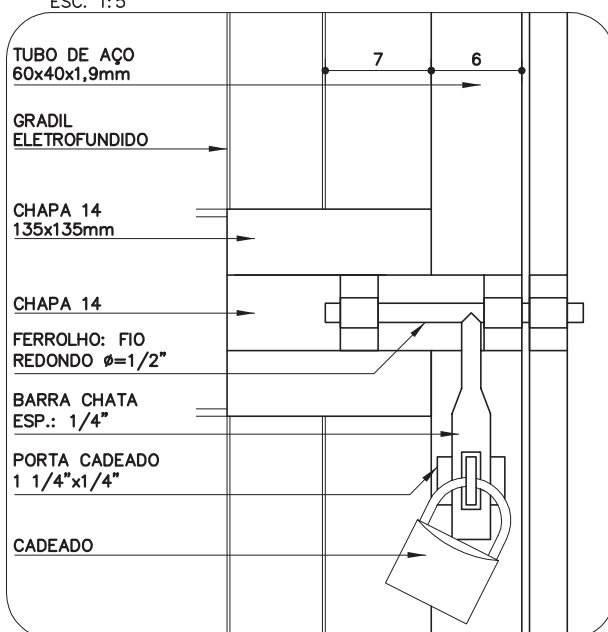 ESC. 1:5
TUBO DE AÇO
60x40x1,9mm
7
6
GRADIL
ELETROFUNDIDO
CHAPA 14
135x135mm
CHAPA 14
FERROLHO: FIO
REDONDO ø=1/2"
BARRA CHATA
ESP.: 1/4"
PORTA CADEADO
1 1/4"x1/4"
CADEADO